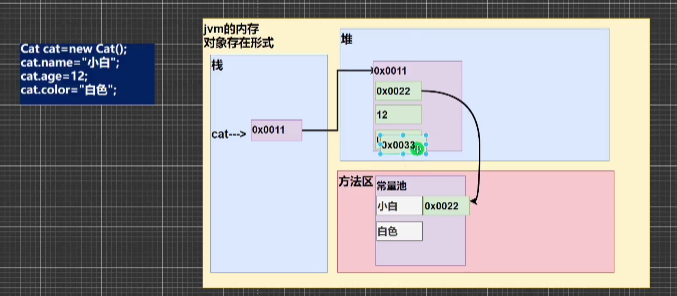 Cat cat=new Cat();
cat.name="小白";
cat.age=12;
cat.color="白色";
jvm的内存
对象存在形式
栈
cat--->
0x0011
堆
0x0011
0x0022
12
0x0033
方法区
常量池
小白
0x0022
白色